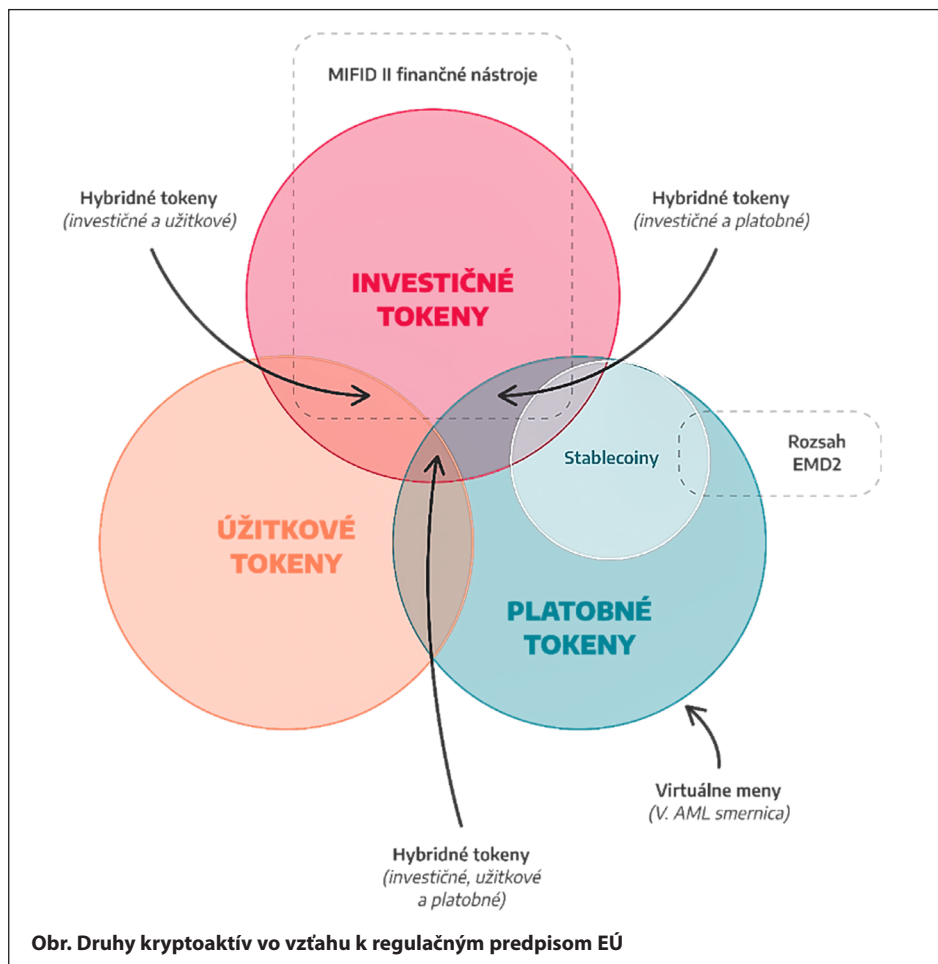 MIFID II finančné nástroje
Hybridné tokeny
(investičné a užitkové)
Hybridné tokeny
(investičné a platobné)
INVESTIČNÉ
TOKENY
Stablecoiny
Rozsah
EMD2
ÚŽITKOVÉ
TOKENY
PLATOBNÉ
TOKENY
Virtuálne meny
(V. AML smernica)
Hybridné tokeny
(investičné, užitkové
a platobné)
Obr. Druhy kryptoaktív vo vzťahu k regulačným predpisom EÚ